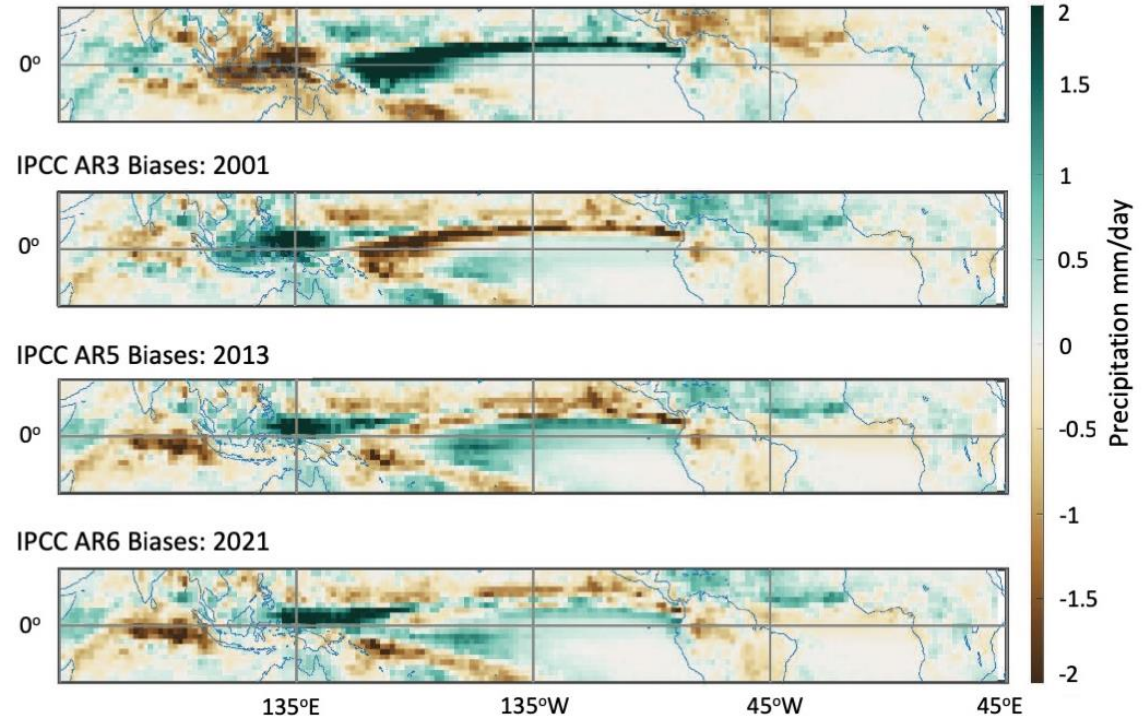 0°
IPCC AR3 Biases: 2001
0°
IPCC AR5 Biases: 2013
0°
IPCC AR6 Biases: 2021
0°
135°E
135°W
45°W
45°E
2
1.5
1
0.5
0
-0.5
-1
-1.5
-2
Precipitation mm/day